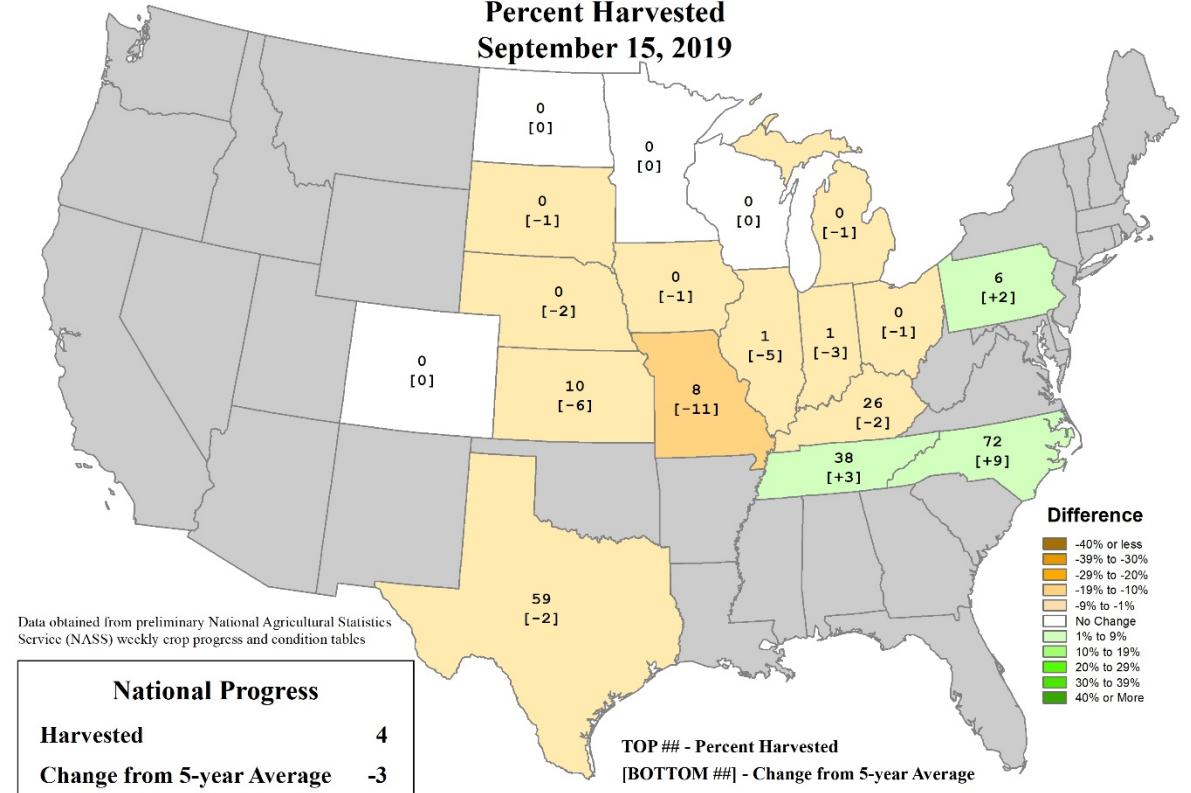 Percent Harvested
September 15, 2019
0
[0]
0
[0]
0
[0]
0
[-1]
0
[-1]
0
[-2]
0
[-1]
0
[-1]
6
[+2]
0
[0]
10
[-6]
8
[-11]
1
[-5]
1
[-3]
26
[-2]
38
[+3]
72
[+9]
59
[-2]
Difference
-40% or less
-39% to -30%
-29% to -20%
-19% to -10%
-9% to -1%
No Change
1% to 9%
10% to 19%
20% to 29%
30% to 39%
40% or More
Data obtained from preliminary National Agricultural Statistics
Service (NASS) weekly crop progress and condition tables
National Progress
Harvested 4
Change from 5-year Average -3
TOP ## - Percent Harvested
[BOTTOM ##] - Change from 5-year Average